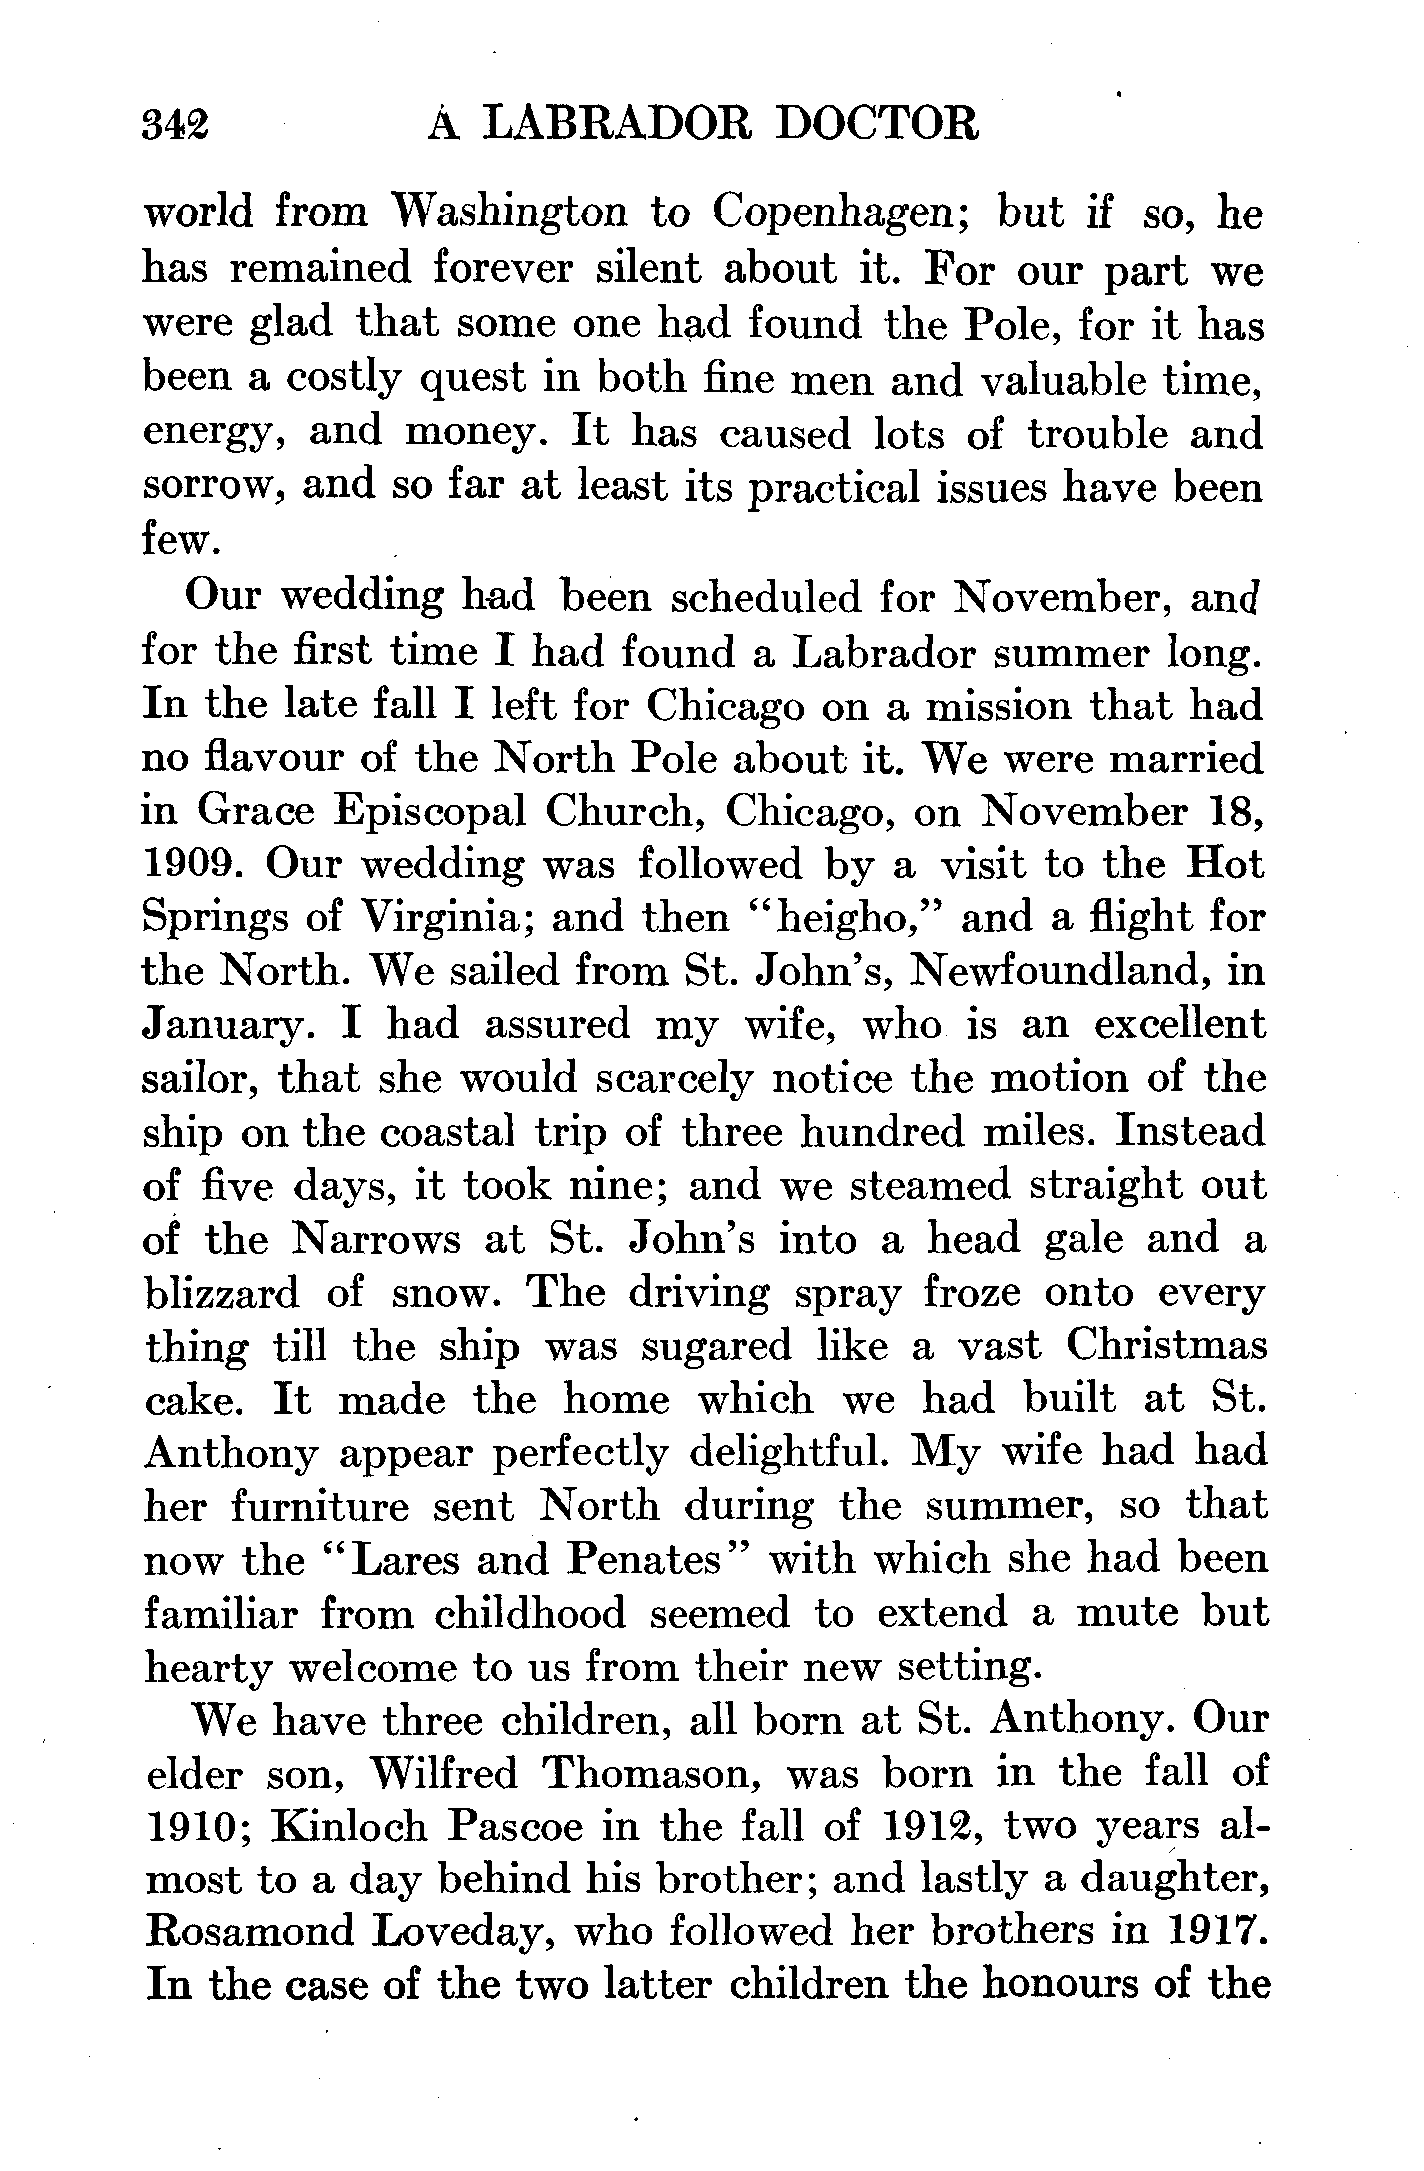 342 A LABRADOR DOCTOR
world from Washington to Copenhagen; but if so, he
has remained forever silent about it. For our part we
were glad that some one had found the Pole, for it has
been a costly quest in both fine men and valuable time,
energy, and money. It has caused lots of trouble and
sorrow, and so far at least its practical issues have been
few.
Our wedding had been scheduled for November, and
for the first time I had found a Labrador summer long.
In the late fall I left for Chicago on a mission that had
no flavour of the North Pole about it. We were married
in Grace Episcopal Church, Chicago, on November 18,
1909. Our wedding was followed by a visit to the Hot
Springs of Virginia; and then “heigho,” and a flight for
the North. We sailed from St. John’s, Newfoundland, in
January. I had assured my wife, who is an excellent
sailor, that she would scarcely notice the motion of the
ship on the coastal trip of three hundred miles. Instead
of five days, it took nine; and we steamed straight out
of the Narrows at St. John’s into a head gale and a
blizzard of snow. The driving spray froze onto every
thing till the ship was sugared like a vast Christmas
cake. It made the home which we had built at St.
Anthony appear perfectly delightful. My wife had had
her furniture sent North during the summer, so that
now the “Lares and Penates” with which she had been
familiar from childhood seemed to extend a mute but
hearty welcome to us from their new setting.
We have three children, all born at St. Anthony. Our
elder son, Wilfred Thomason, was born in the fall of
1910; Kinloch Pascoe in the fall of 1912, two years al-
most to a day behind his brother; and lastly a daughter,
Rosamond Loveday, who followed her brothers in 1917.
In the case of the two latter children the honours of the